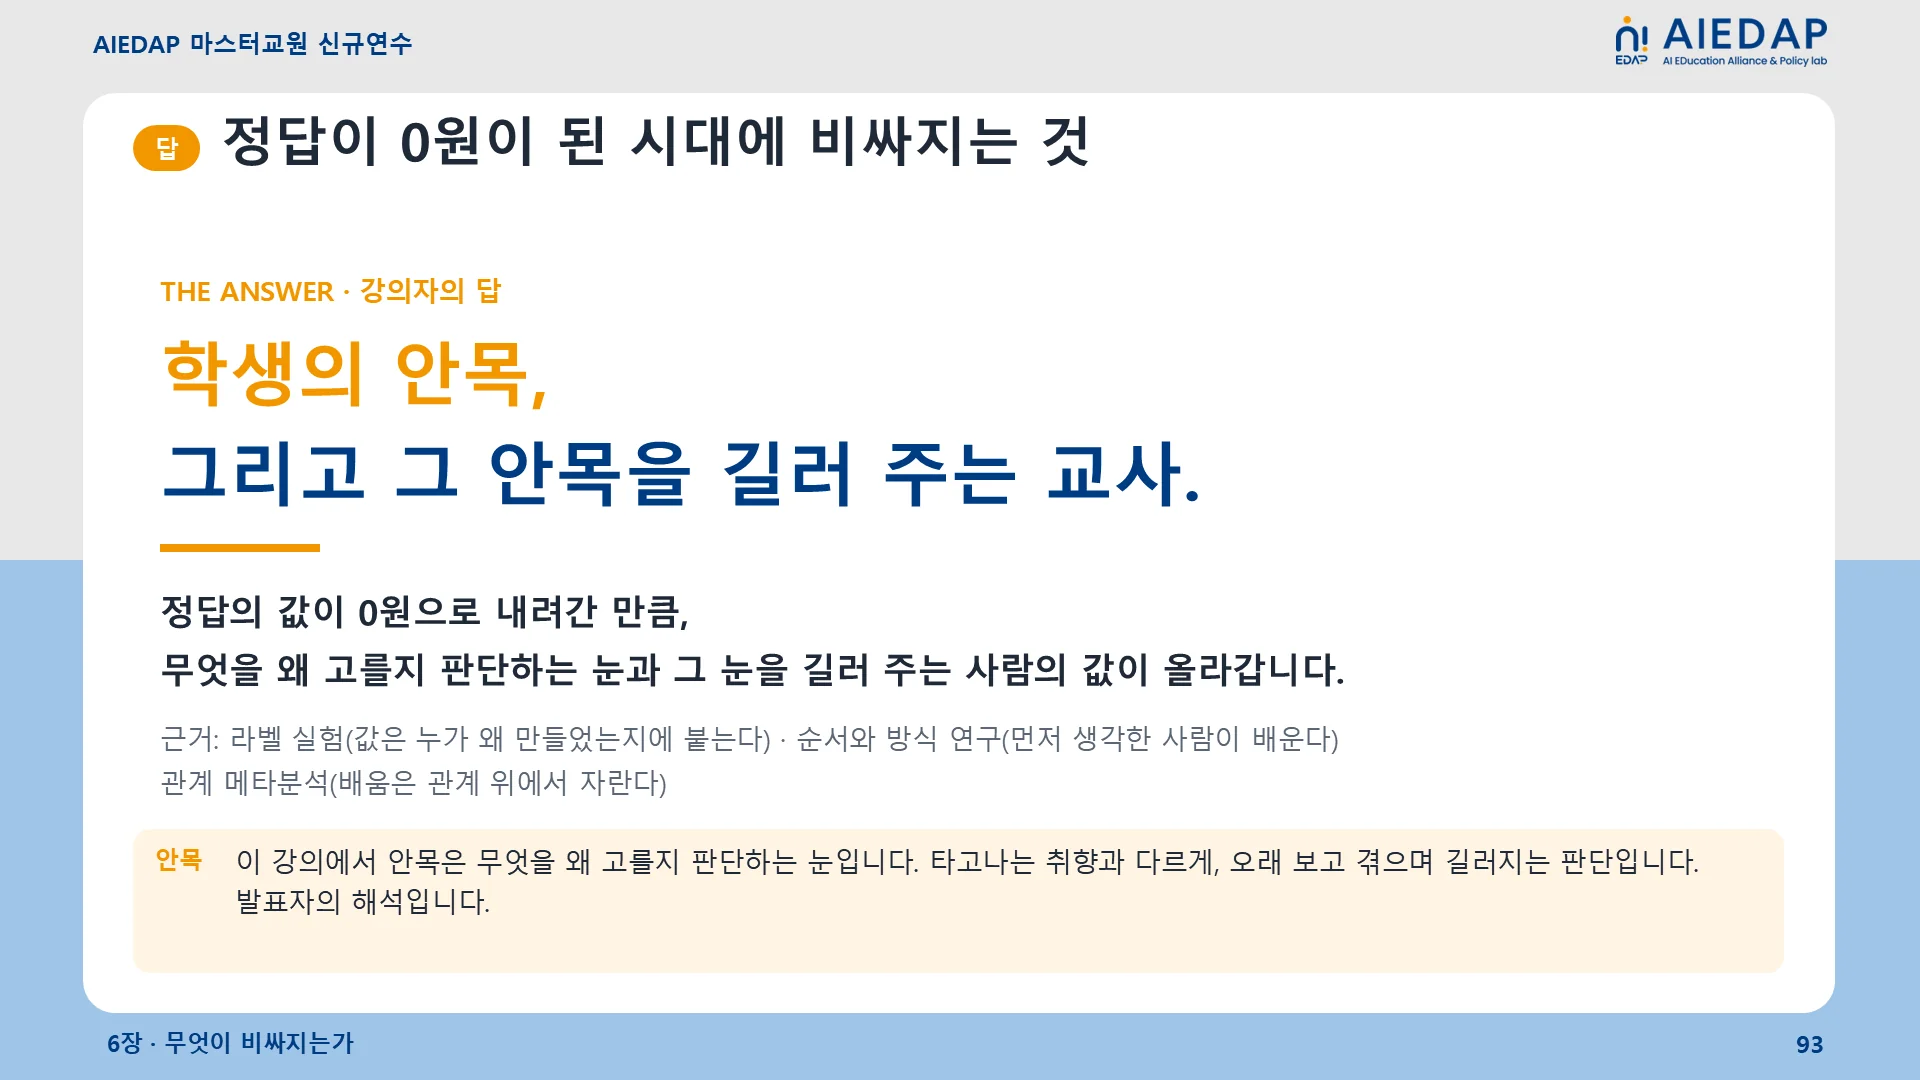 AIEDAP 마스터교원 신규연수
EDAP
AIEDAP
AI EDucation Alliance & Policy lab
답
정답이 0원이 된 시대에 비싸지는 것
THE ANSWER · 강의자의 답
학생의 안목,
그리고 그 안목을 길러 주는 교사.
정답의 값이 0원으로 내려간 만큼,
무엇을 왜 고를지 판단하는 눈과 그 눈을 길러 주는 사람의 값이 올라갑니다.
근거: 라벨 실험(값은 누가 왜 만들었는지에 붙는다) · 순서와 방식 연구(먼저 생각한 사람이 배운다)
관계 메타분석(배움은 관계 위에서 자란다)
안목
이 강의에서 안목은 무엇을 왜 고를지 판단하는 눈입니다. 타고나는 취향과 다르게, 오래 보고 겪으며 길러지는 판단입니다.
발표자의 해석입니다.
6장 · 무엇이 비싸지는가
93